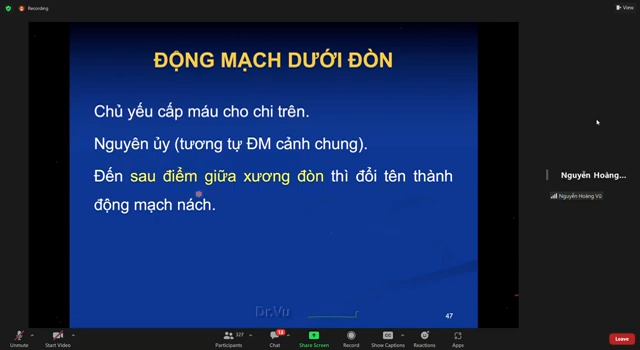 Recording
View
ĐỘNG MẠCH DƯỚI ĐÒN
Chủ yếu cấp máu cho chi trên.
Nguyên ủy (tương tự ĐM cảnh chung).
Đến sau điểm giữa xương đòn thì đổi tên thành
động mạch nách.
Dr.Vu
47
Nguyễn Hoàng...
Nguyễn Hoàng Vũ
Unmute
Start Video
Participants
327
Chat
Share Screen
Record
Show Captions
Reactions
Apps
Leave